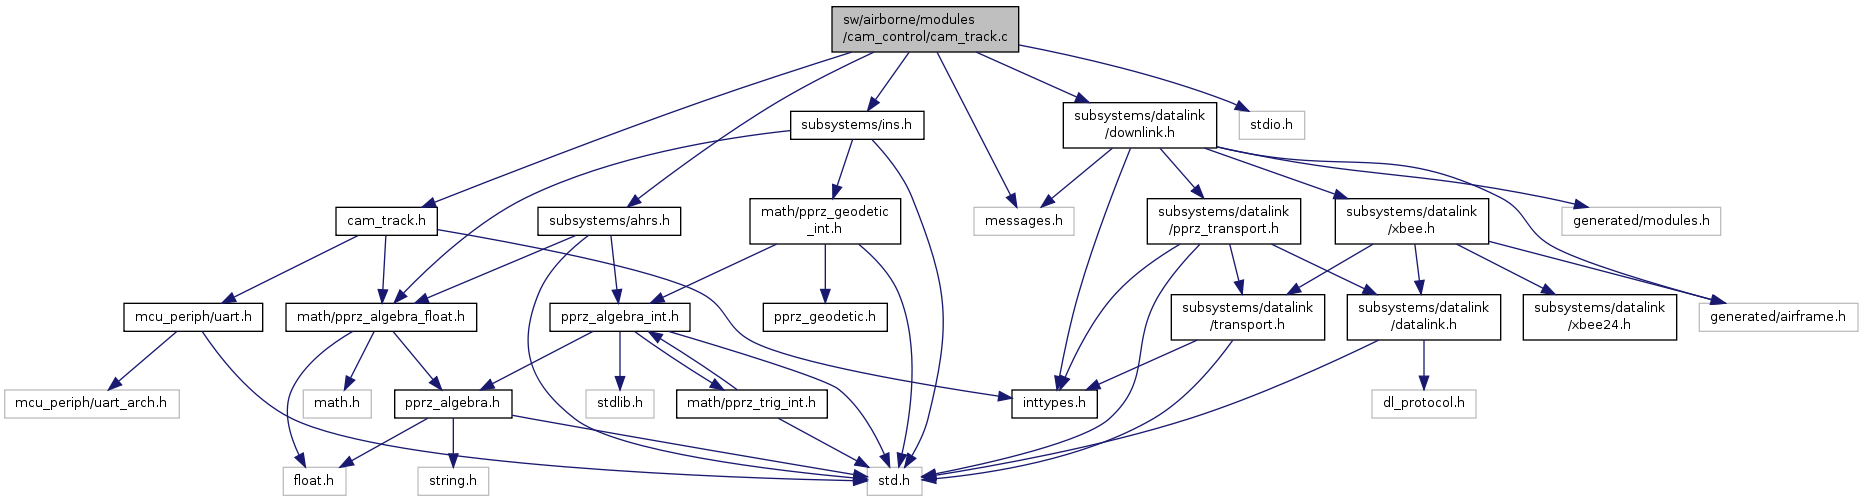 sw/airborne/modules
/cam_control/cam_track.c
subsystems/ins.h
subsystems/datalink
/downlink.h
stdio.h
cam_track.h
subsystems/ahrs.h
math/pprz_geodetic
_int.h
messages.h
subsystems/datalink
/pprz_transport.h
subsystems/datalink
/xbee.h
generated/modules.h
mcu_periph/uart.h
math/pprz_algebra_float.h
pprz_algebra_int.h
pprz_geodetic.h
subsystems/datalink
/transport.h
subsystems/datalink
/datalink.h
subsystems/datalink
/xbee24.h
generated/airframe.h
mcu_periph/uart_arch.h
math.h
pprz_algebra.h
stdlib.h
math/pprz_trig_int.h
inttypes.h
dl_protocol.h
float.h
string.h
std.h